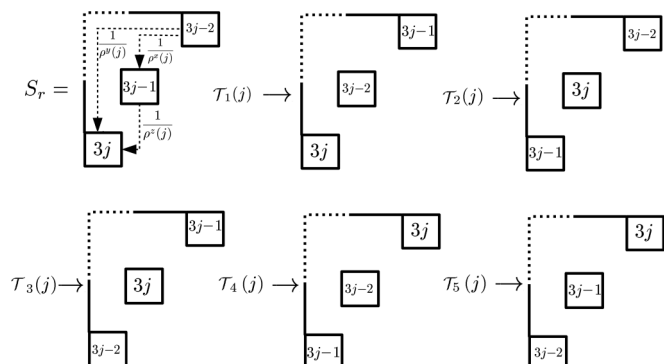 3j−2 3j−1
1/ρ^y(j) 1/ρ^x(j) 3j−2
S_r = 3j−1 𝒯_1(j) 3j−2 𝒯_2(j) 3j
1/ρ^z(j)
3j 3j 3j−1
3j−1 3j 3j
𝒯_3(j) 3j 𝒯_4(j) 3j−2 𝒯_5(j) 3j−1
3j−2 3j−1 3j−2